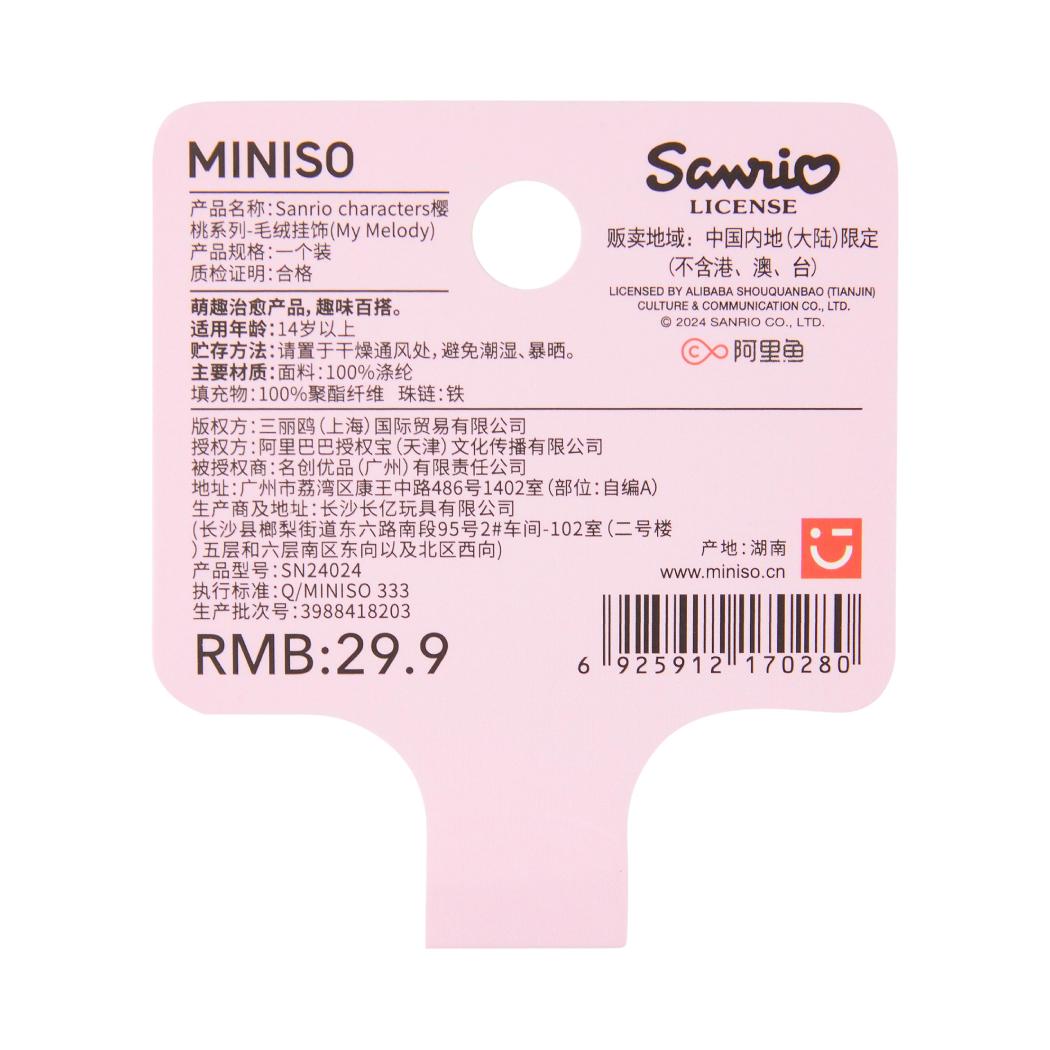 MINISO
产品名称：Sanrio characters樱
桃系列-毛绒挂饰(My Melody)
产品规格：一个装
质检证明：合格
萌趣治愈产品，趣味百搭。
适用年龄：14岁以上
贮存方法：请置于干燥通风处，避免潮湿、暴晒。
主要材质：面料：100%涤纶
填充物：100%聚酯纤维 珠链：铁
Sanrio
LICENSE
贩卖地域：中国内地（大陆）限定
（不含港、澳、台）
LICENSED BY ALIBABA SHOUQUANBAO (TIANJIN)
CULTURE & COMMUNICATION CO., LTD.
© 2024 SANRIO CO., LTD.
阿里鱼
版权方：三丽鸥（上海）国际贸易有限公司
授权方：阿里巴巴授权宝（天津）文化传播有限公司
被授权商：名创优品（广州）有限责任公司
地址：广州市荔湾区康王中路486号1402室（部位：自编A）
生产商及地址：长沙长亿玩具有限公司
(长沙县榔梨街道东六路南段95号2#车间-102室（二号楼
）五层和六层南区东向以及北区西向)
产品型号：SN24024
执行标准：Q/MINISO 333
生产批次号：3988418203
RMB:29.9
产地：湖南
www.miniso.cn
6 925912 170280